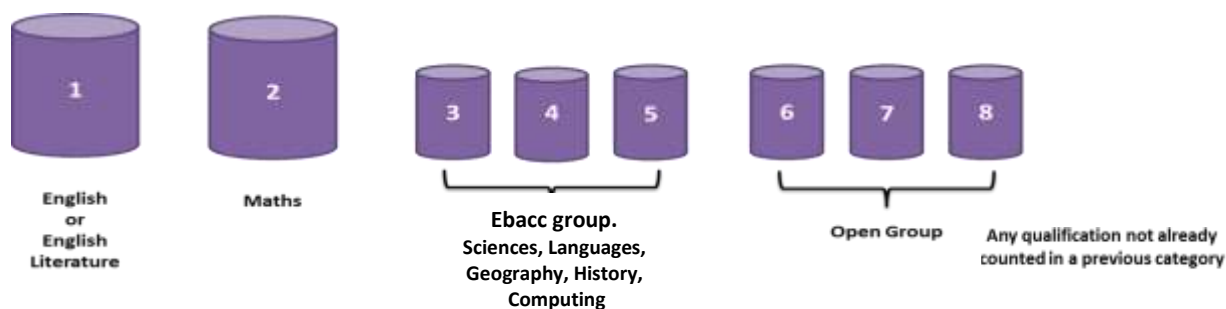 1
2
3
4
5
6
7
8
English
or
English
Literature
Maths
Ebacc group.
Sciences, Languages,
Geography, History,
Computing
Open Group
Any qualification not already
counted in a previous category